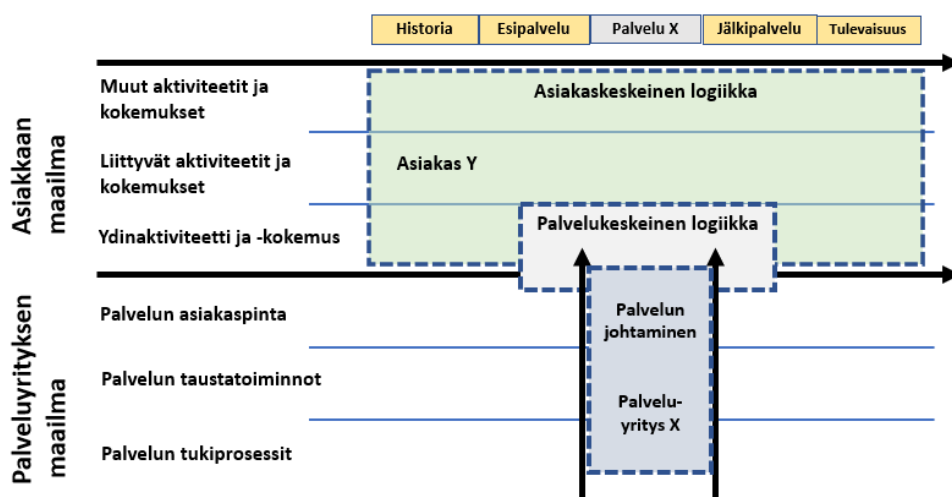 Historia
Esipalvelu
Palvelu X
Jälkipalvelu
Tulevaisuus
Asiakkaan
maailma
Muut aktiviteetit ja
kokemukset
Asiakaskeskeinen logiikka
Liittyvät aktiviteetit ja
kokemukset
Asiakas Y
Ydinaktiviteetti ja -kokemus
Palvelukeskeinen logiikka
Palveluyrityksen
maailma
Palvelun asiakaspinta
Palvelun
johtaminen
Palvelun taustatoiminnot
Palvelu-
yritys X
Palvelun tukiprosessit